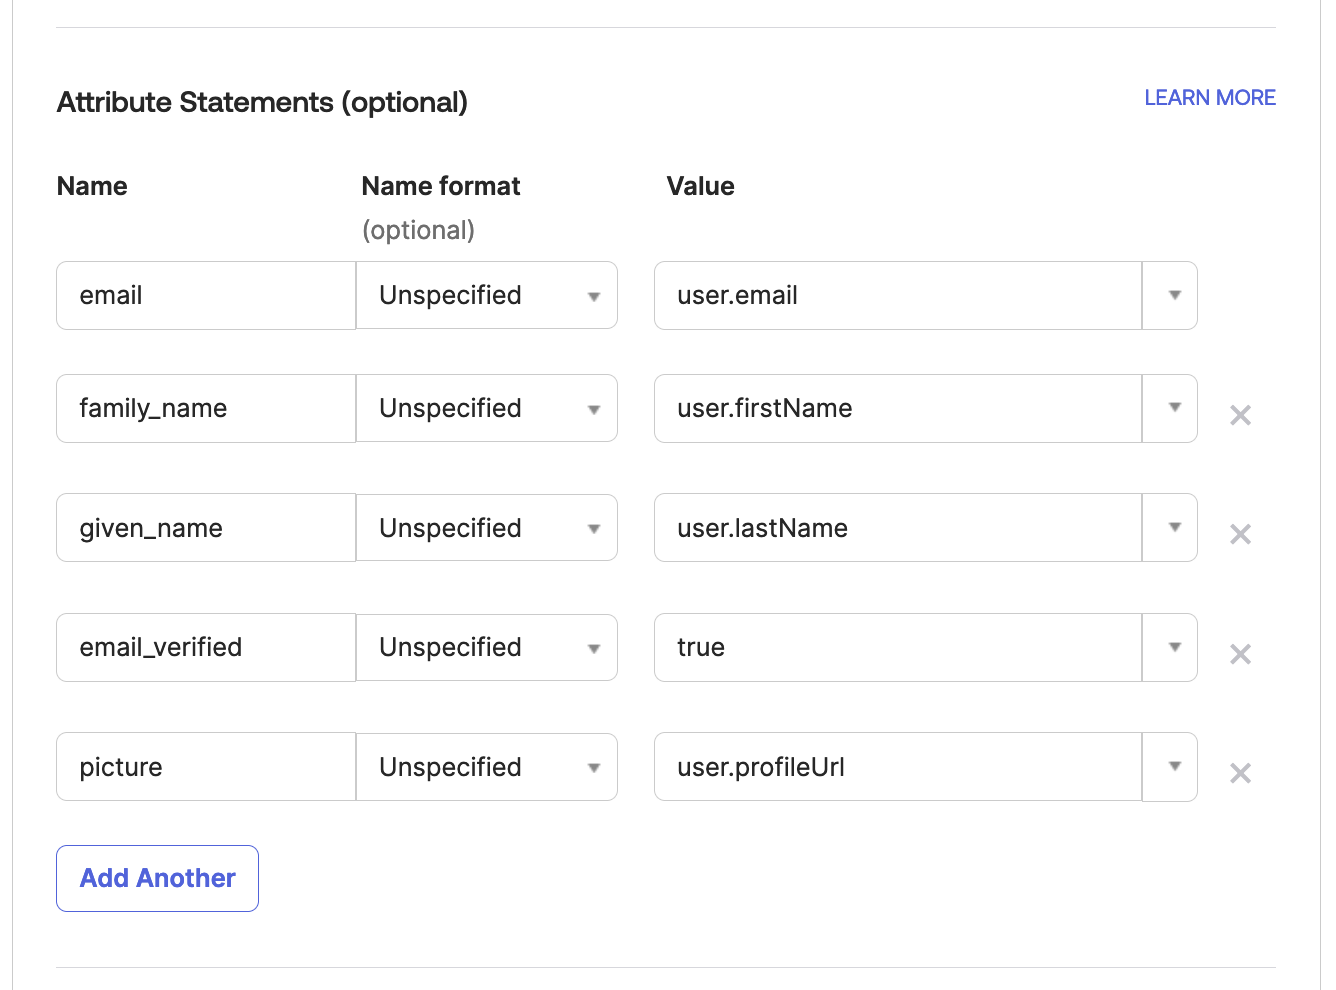 Attribute Statements (optional)
LEARN MORE
Name Name format Value
(optional)
email Unspecified user.email
family_name Unspecified user.firstName
given_name Unspecified user.lastName
email_verified Unspecified true
picture Unspecified user.profileUrl
Add Another